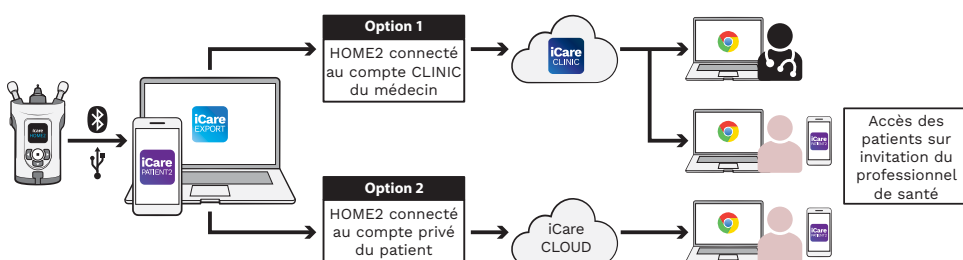 Option 1
HOME2 connecté
au compte CLINIC
du médecin
iCare
CLINIC
iCare
HOME2
iCare
EXPORT
iCare
PATIENT2
iCare
PATIENT2
Accès des
patients sur
invitation du
professionnel
de santé
Option 2
HOME2 connecté
au compte privé
du patient
iCare
CLOUD
iCare
PATIENT2